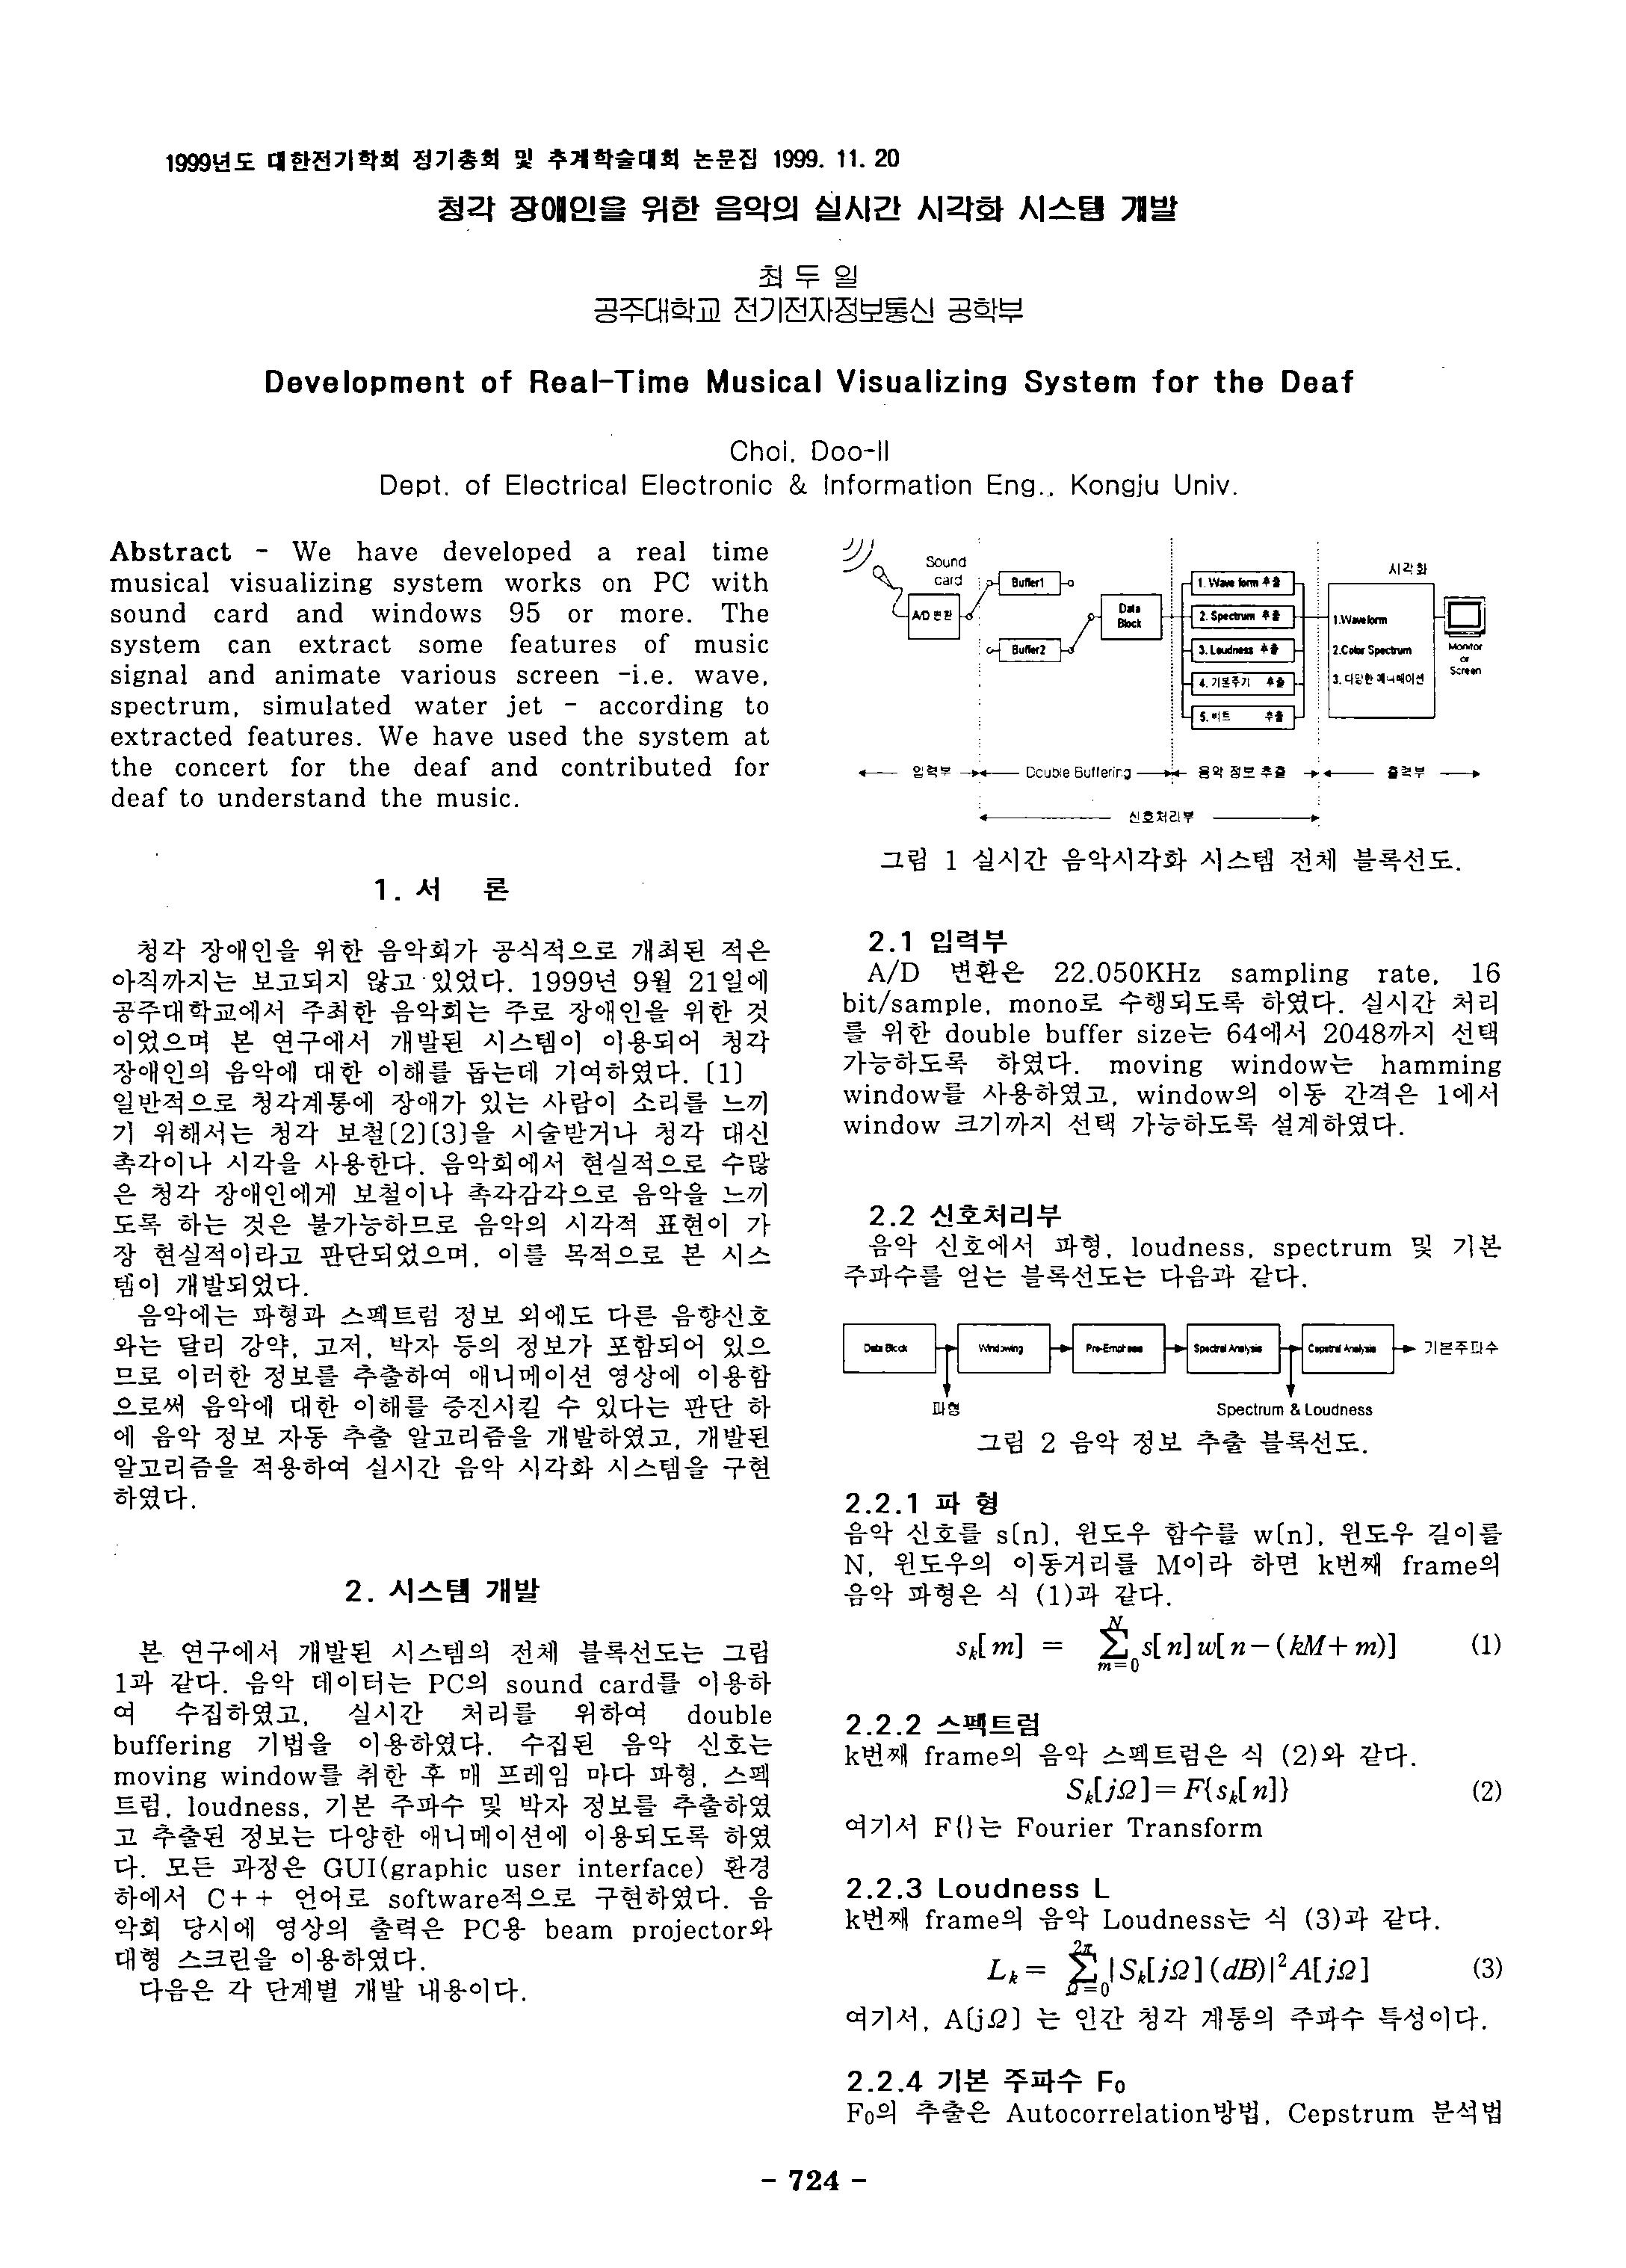 1999년도 대한전기학회 정기총회 및 추계학술대회 논문집 1999. 11. 20
청각 장애인을 위한 음악의 실시간 시각화 시스템 개발
최 두 일
공주대학교 전기전자정보통신 공학부
Development of Real-Time Musical Visualizing System for the Deaf
Choi, Doo-Il
Dept. of Electrical Electronic & Information Eng., Kongju Univ.
Abstract - We have developed a real time
musical visualizing system works on PC with
sound card and windows 95 or more. The
system can extract some features of music
signal and animate various screen -i.e. wave,
spectrum, simulated water jet - according to
extracted features. We have used the system at
the concert for the deaf and contributed for
deaf to understand the music.
1. 서 론
청각 장애인을 위한 음악회가 공식적으로 개최된 적은
아직까지는 보고되지 않고 있었다. 1999년 9월 21일에
공주대학교에서 주최한 음악회는 주로 장애인을 위한 것
이었으며 본 연구에서 개발된 시스템이 이용되어 청각
장애인의 음악에 대한 이해를 돕는데 기여하였다. [1]
일반적으로 청각계통에 장애가 있는 사람이 소리를 느끼
기 위해서는 청각 보철[2][3]을 시술받거나 청각 대신
촉각이나 시각을 사용한다. 음악회에서 현실적으로 수많
은 청각 장애인에게 보철이나 촉각감각으로 음악을 느끼
도록 하는 것은 불가능하므로 음악의 시각적 표현이 가
장 현실적이라고 판단되었으며, 이를 목적으로 본 시스
템이 개발되었다.
음악에는 파형과 스펙트럼 정보 외에도 다른 음향신호
와는 달리 강약, 고저, 박자 등의 정보가 포함되어 있으
므로 이러한 정보를 추출하여 애니메이션 영상에 이용함
으로써 음악에 대한 이해를 증진시킬 수 있다는 판단 하
에 음악 정보 자동 추출 알고리즘을 개발하였고, 개발된
알고리즘을 적용하여 실시간 음악 시각화 시스템을 구현
하였다.
2. 시스템 개발
본 연구에서 개발된 시스템의 전체 블록선도는 그림
1과 같다. 음악 데이터는 PC의 sound card를 이용하
여 수집하였고, 실시간 처리를 위하여 double
buffering 기법을 이용하였다. 수집된 음악 신호는
moving window를 취한 후 매 프레임 마다 파형, 스펙
트럼, loudness, 기본 주파수 및 박자 정보를 추출하였
고 추출된 정보는 다양한 애니메이션에 이용되도록 하였
다. 모든 과정은 GUI(graphic user interface) 환경
하에서 C++ 언어로 software적으로 구현하였다. 음
악회 당시에 영상의 출력은 PC용 beam projector와
대형 스크린을 이용하였다.
다음은 각 단계별 개발 내용이다.
Sound
card
A/D 변환
Buffer1
Buffer2
Data
Block
1. Wave form 추출
2. Spectrum 추출
3. Loudness 추출
4. 기본주기 추출
5. 비트 추출
시각화
1.Waveform
2.Color Spectrum
3. 다양한 애니메이션
Monitor
or
Screen
입력부 Double Buffering 음악 정보 추출 출력부
신호처리부
그림 1 실시간 음악시각화 시스템 전체 블록선도.
2.1 입력부
A/D 변환은 22.050KHz sampling rate, 16
bit/sample, mono로 수행되도록 하였다. 실시간 처리
를 위한 double buffer size는 64에서 2048까지 선택
가능하도록 하였다. moving window는 hamming
window를 사용하였고, window의 이동 간격은 1에서
window 크기까지 선택 가능하도록 설계하였다.
2.2 신호처리부
음악 신호에서 파형, loudness, spectrum 및 기본
주파수를 얻는 블록선도는 다음과 같다.
Data Block Windowing Pre-Emphasis Spectral Analysis Cepstral Analysis 기본주파수
파형 Spectrum & Loudness
그림 2 음악 정보 추출 블록선도.
2.2.1 파 형
음악 신호를 s[n], 윈도우 함수를 w[n], 윈도우 길이를
N, 윈도우의 이동거리를 M이라 하면 k번째 frame의
음악 파형은 식 (1)과 같다.
s_k[m] = \sum_{m=0}^{N} s[n]w[n-(kM+m)] (1)
2.2.2 스펙트럼
k번째 frame의 음악 스펙트럼은 식 (2)와 같다.
S_k[jΩ]=F{s_k[n]} (2)
여기서 F{}는 Fourier Transform
2.2.3 Loudness L
k번째 frame의 음악 Loudness는 식 (3)과 같다.
L_k = \sum_{Ω=0}^{2π} |S_k[jΩ](dB)|²A[jΩ] (3)
여기서, A[jΩ] 는 인간 청각 계통의 주파수 특성이다.
2.2.4 기본 주파수 F₀
F₀의 추출은 Autocorrelation방법, Cepstrum 분석법
- 724 -